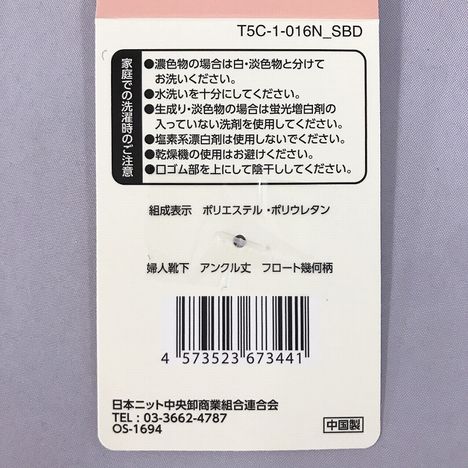 T5C-1-016N_SBD
家庭での洗濯時のご注意
●濃色物の場合は白・淡色物と分けて
お洗いください。
●水洗いを十分にしてください。
●生成り・淡色物の場合は蛍光増白剤の
入っていない洗剤を使用してください。
●塩素系漂白剤は使用しないでください。
●乾燥機の使用はお避けください。
●口ゴム部を上にして陰干ししてください。
組成表示　ポリエステル・ポリウレタン
婦人靴下　アンクル丈　フロート幾何柄
4 573523 673441
日本ニット中央卸商業組合連合会
TEL : 03-3662-4787
OS-1694
中国製